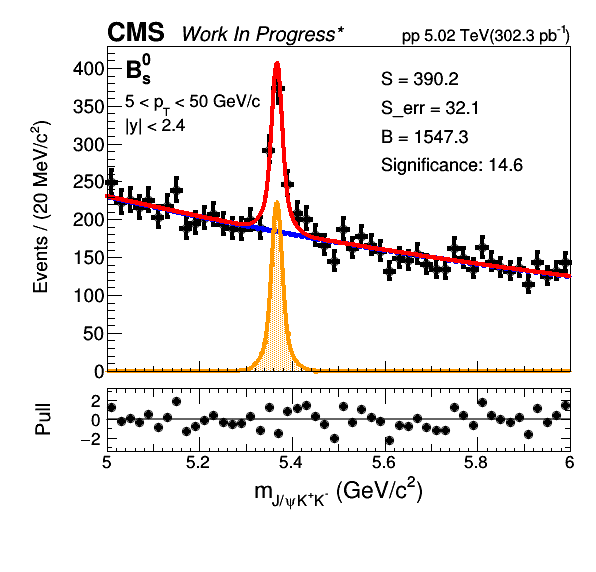 CMS Work In Progress* pp 5.02 TeV(302.3 pb⁻¹)
B⁰ₛ
5 < p_T < 50 GeV/c
|y| < 2.4
S = 390.2
S_err = 32.1
B = 1547.3
Significance: 14.6
Events / (20 MeV/c²)
400
350
300
250
200
150
100
50
0
Pull
2
0
−2
5 5.2 5.4 5.6 5.8 6
m_J/ψK⁺K⁻ (GeV/c²)